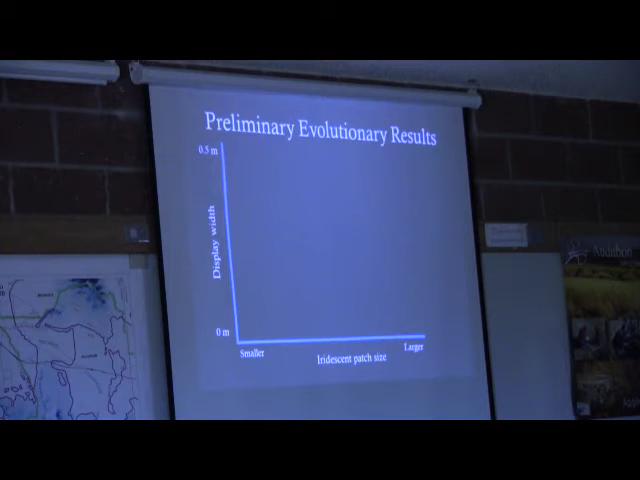 Preliminary Evolutionary Results
0.5 m
Display width
0 m
Smaller
Larger
Iridescent patch size
Audubon